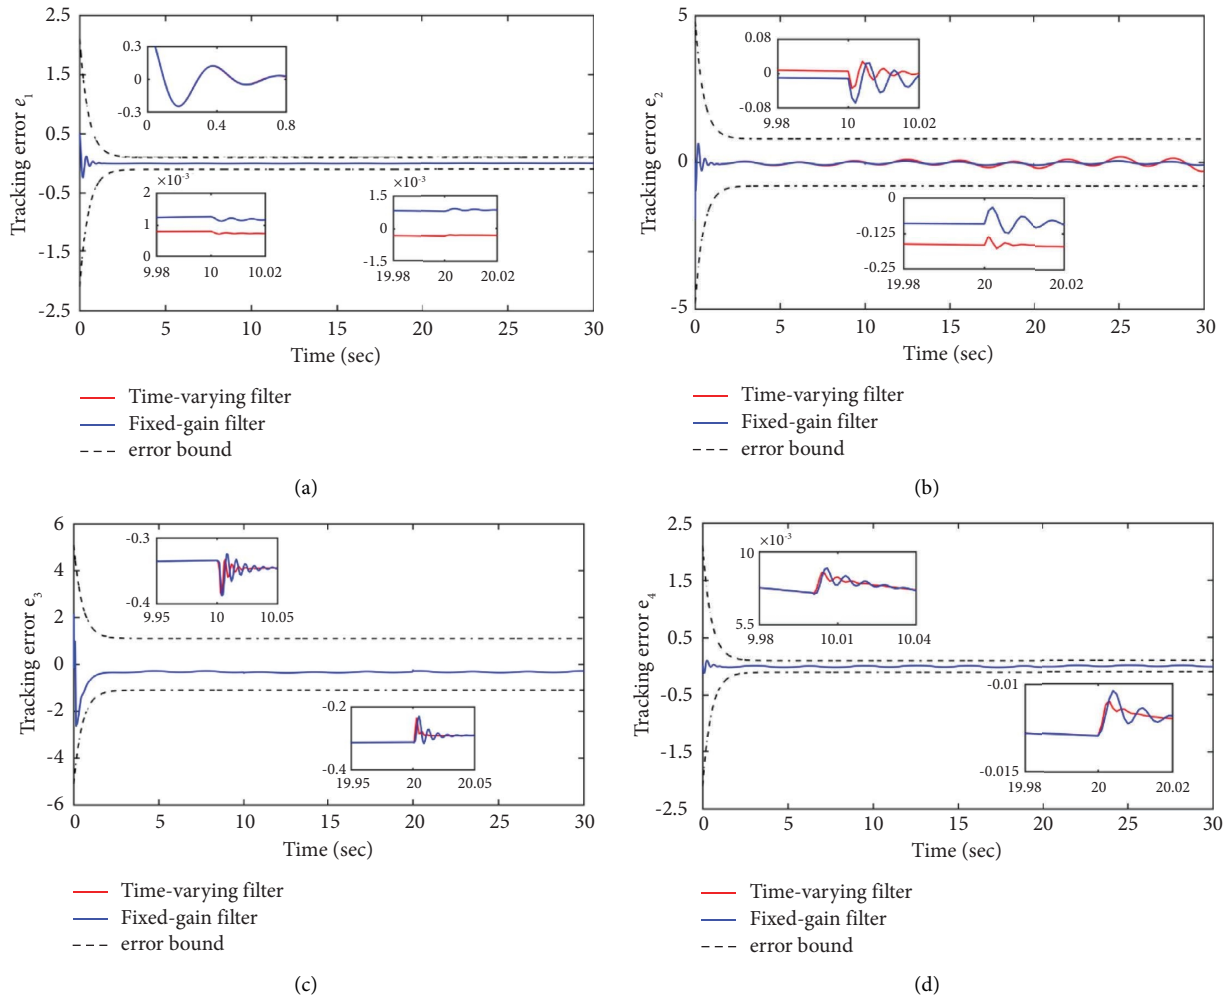 Tracking error e1
2.5
1.5
0.5
-0.5
-1.5
-2.5
0 5 10 15 20 25 30
Time (sec)
0.3
0
-0.3
0 0.4 0.8
×10-3
2
1
0
9.98 10 10.02
×10-3
1.5
0
-1.5
19.98 20 20.02
Time-varying filter
Fixed-gain filter
error bound
(a)
Tracking error e2
5
0
-5
0 5 10 15 20 25 30
Time (sec)
0.08
0
-0.08
9.98 10 10.02
0
-0.125
-0.25
19.98 20 20.02
Time-varying filter
Fixed-gain filter
error bound
(b)
Tracking error e3
6
4
2
0
-2
-4
-6
0 5 10 15 20 25 30
Time (sec)
-0.3
-0.4
9.95 10 10.05
-0.2
-0.4
19.95 20 20.05
Time-varying filter
Fixed-gain filter
error bound
(c)
Tracking error e4
2.5
1.5
0.5
-0.5
-1.5
-2.5
0 5 10 15 20 25 30
Time (sec)
×10-3
10
5.5
9.98 10.01 10.04
-0.01
-0.015
19.98 20 20.02
Time-varying filter
Fixed-gain filter
error bound
(d)